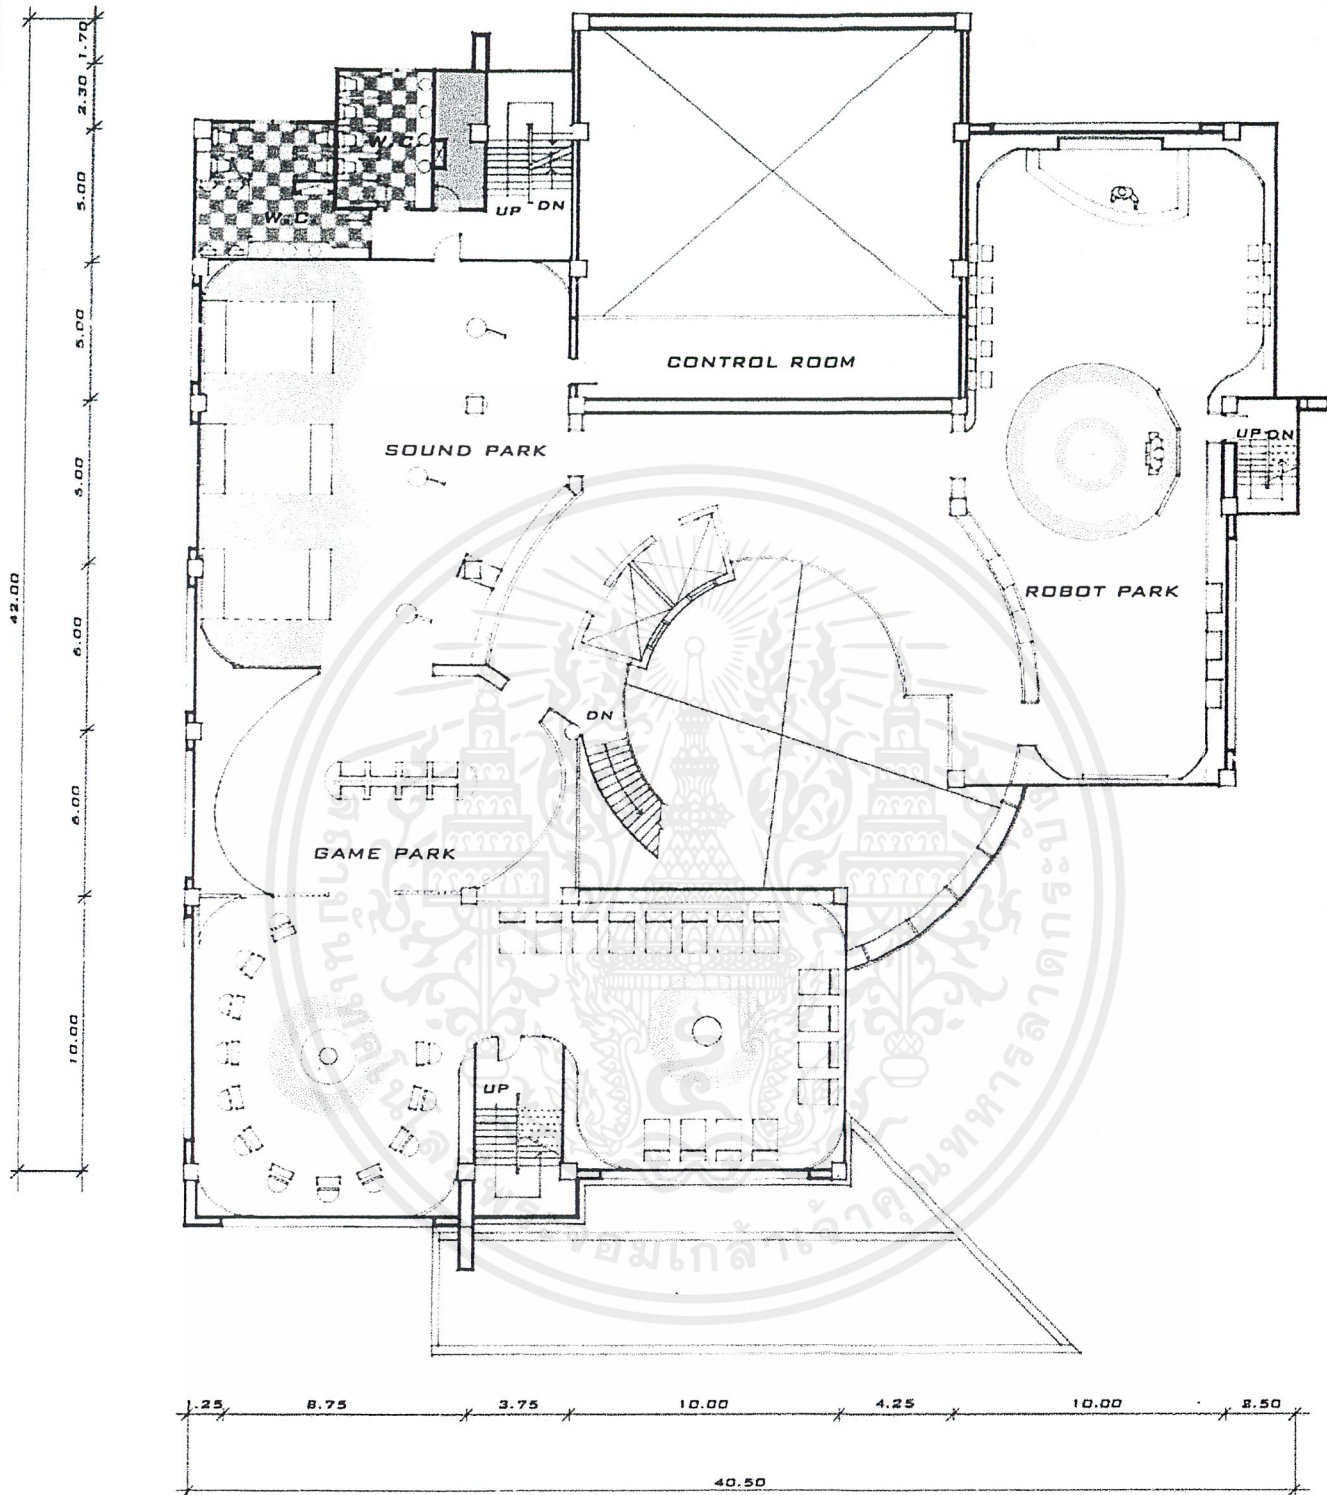 1.70
2.30
5.00
5.00
6.00
6.00
10.00
42.00
W.C.
W.C.
UP DN
CONTROL ROOM
SOUND PARK
UP DN
ROBOT PARK
DN
GAME PARK
UP
1.25 8.75 3.75 10.00 4.25 10.00 2.50
40.50